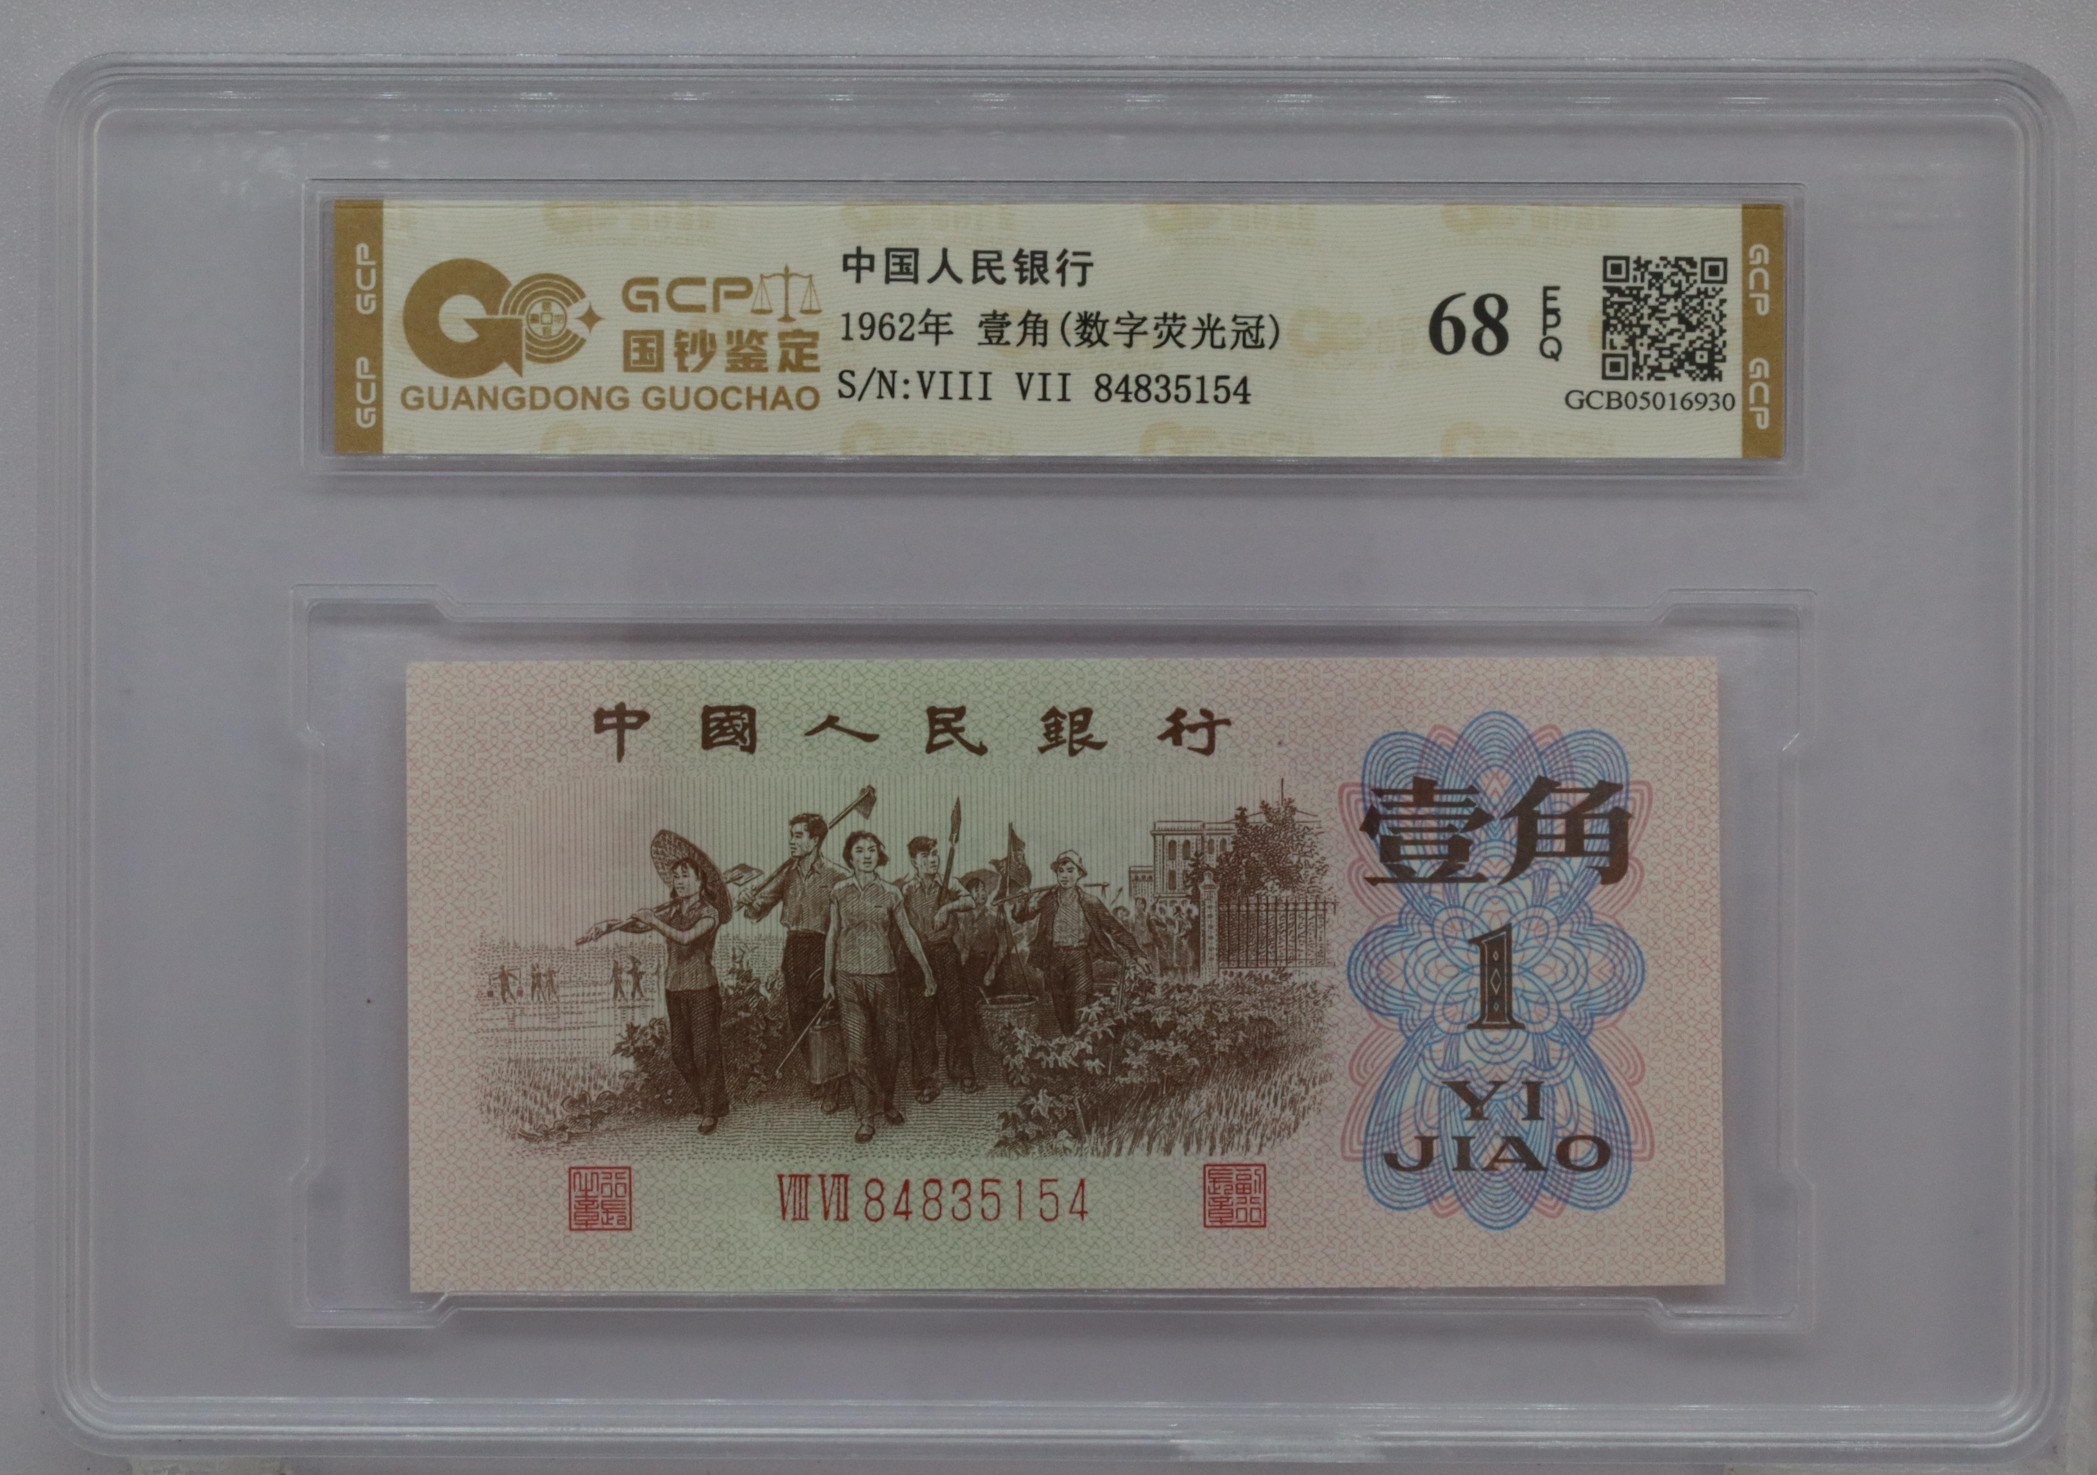 GCP
GCP
GCP
国钞鉴定
GUANGDONG GUOCHAO
中国人民银行
1962年 壹角(数字荧光冠)
S/N:VIII VII 84835154
68
EPQ
GCB05016930
GCP
GCP
中國人民銀行
壹角
1
YI
JIAO
VIII VII 84835154